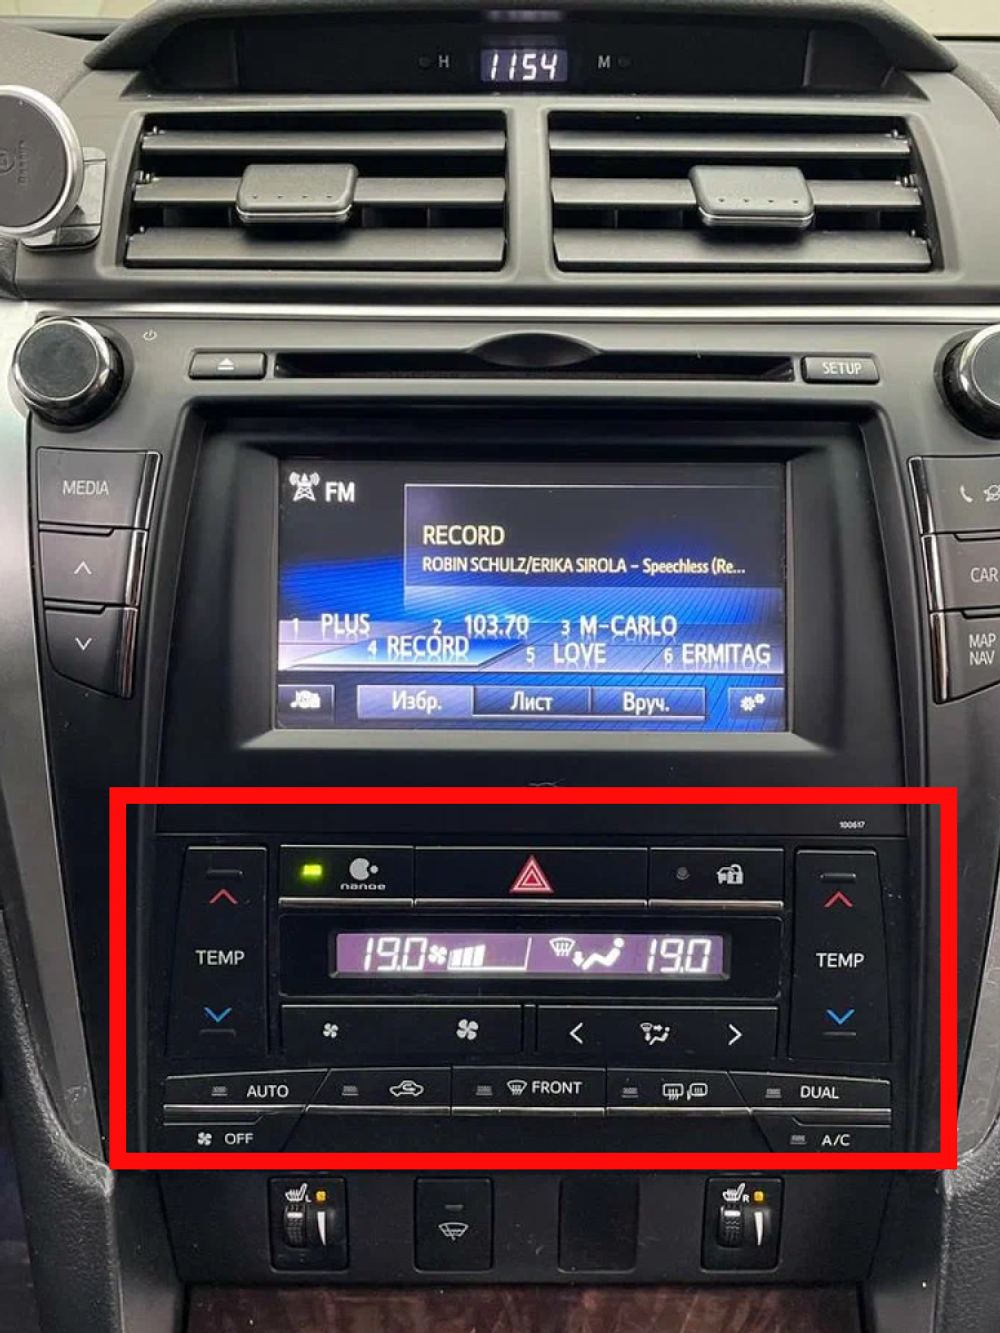 H 1154 M
SETUP
MEDIA
FM
RECORD
ROBIN SCHULZ/ERIKA SIROLA - Speechless (Re...
CAR
1 PLUS 2 103.70 3 M-CARLO
4 RECORD 5 LOVE 6 ERMITAG
MAP
NAV
Избр. Лист Вруч.
100617
nanoe
TEMP 19.0 19.0 TEMP
AUTO FRONT DUAL
OFF A/C
L R